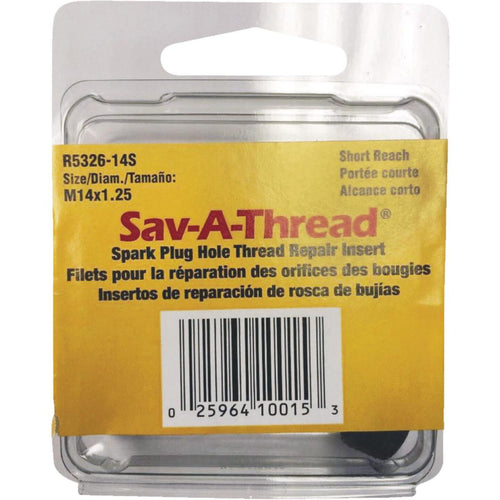 R5326-14S
Size/Diam./Tamaño:
M14x1.25
Short Reach
Portée courte
Alcance corto
Sav-A-Thread®
Spark Plug Hole Thread Repair Insert
Filets pour la réparation des orifices des bougies
Insertos de reparación de rosca de bujías
0 25964 10015 3